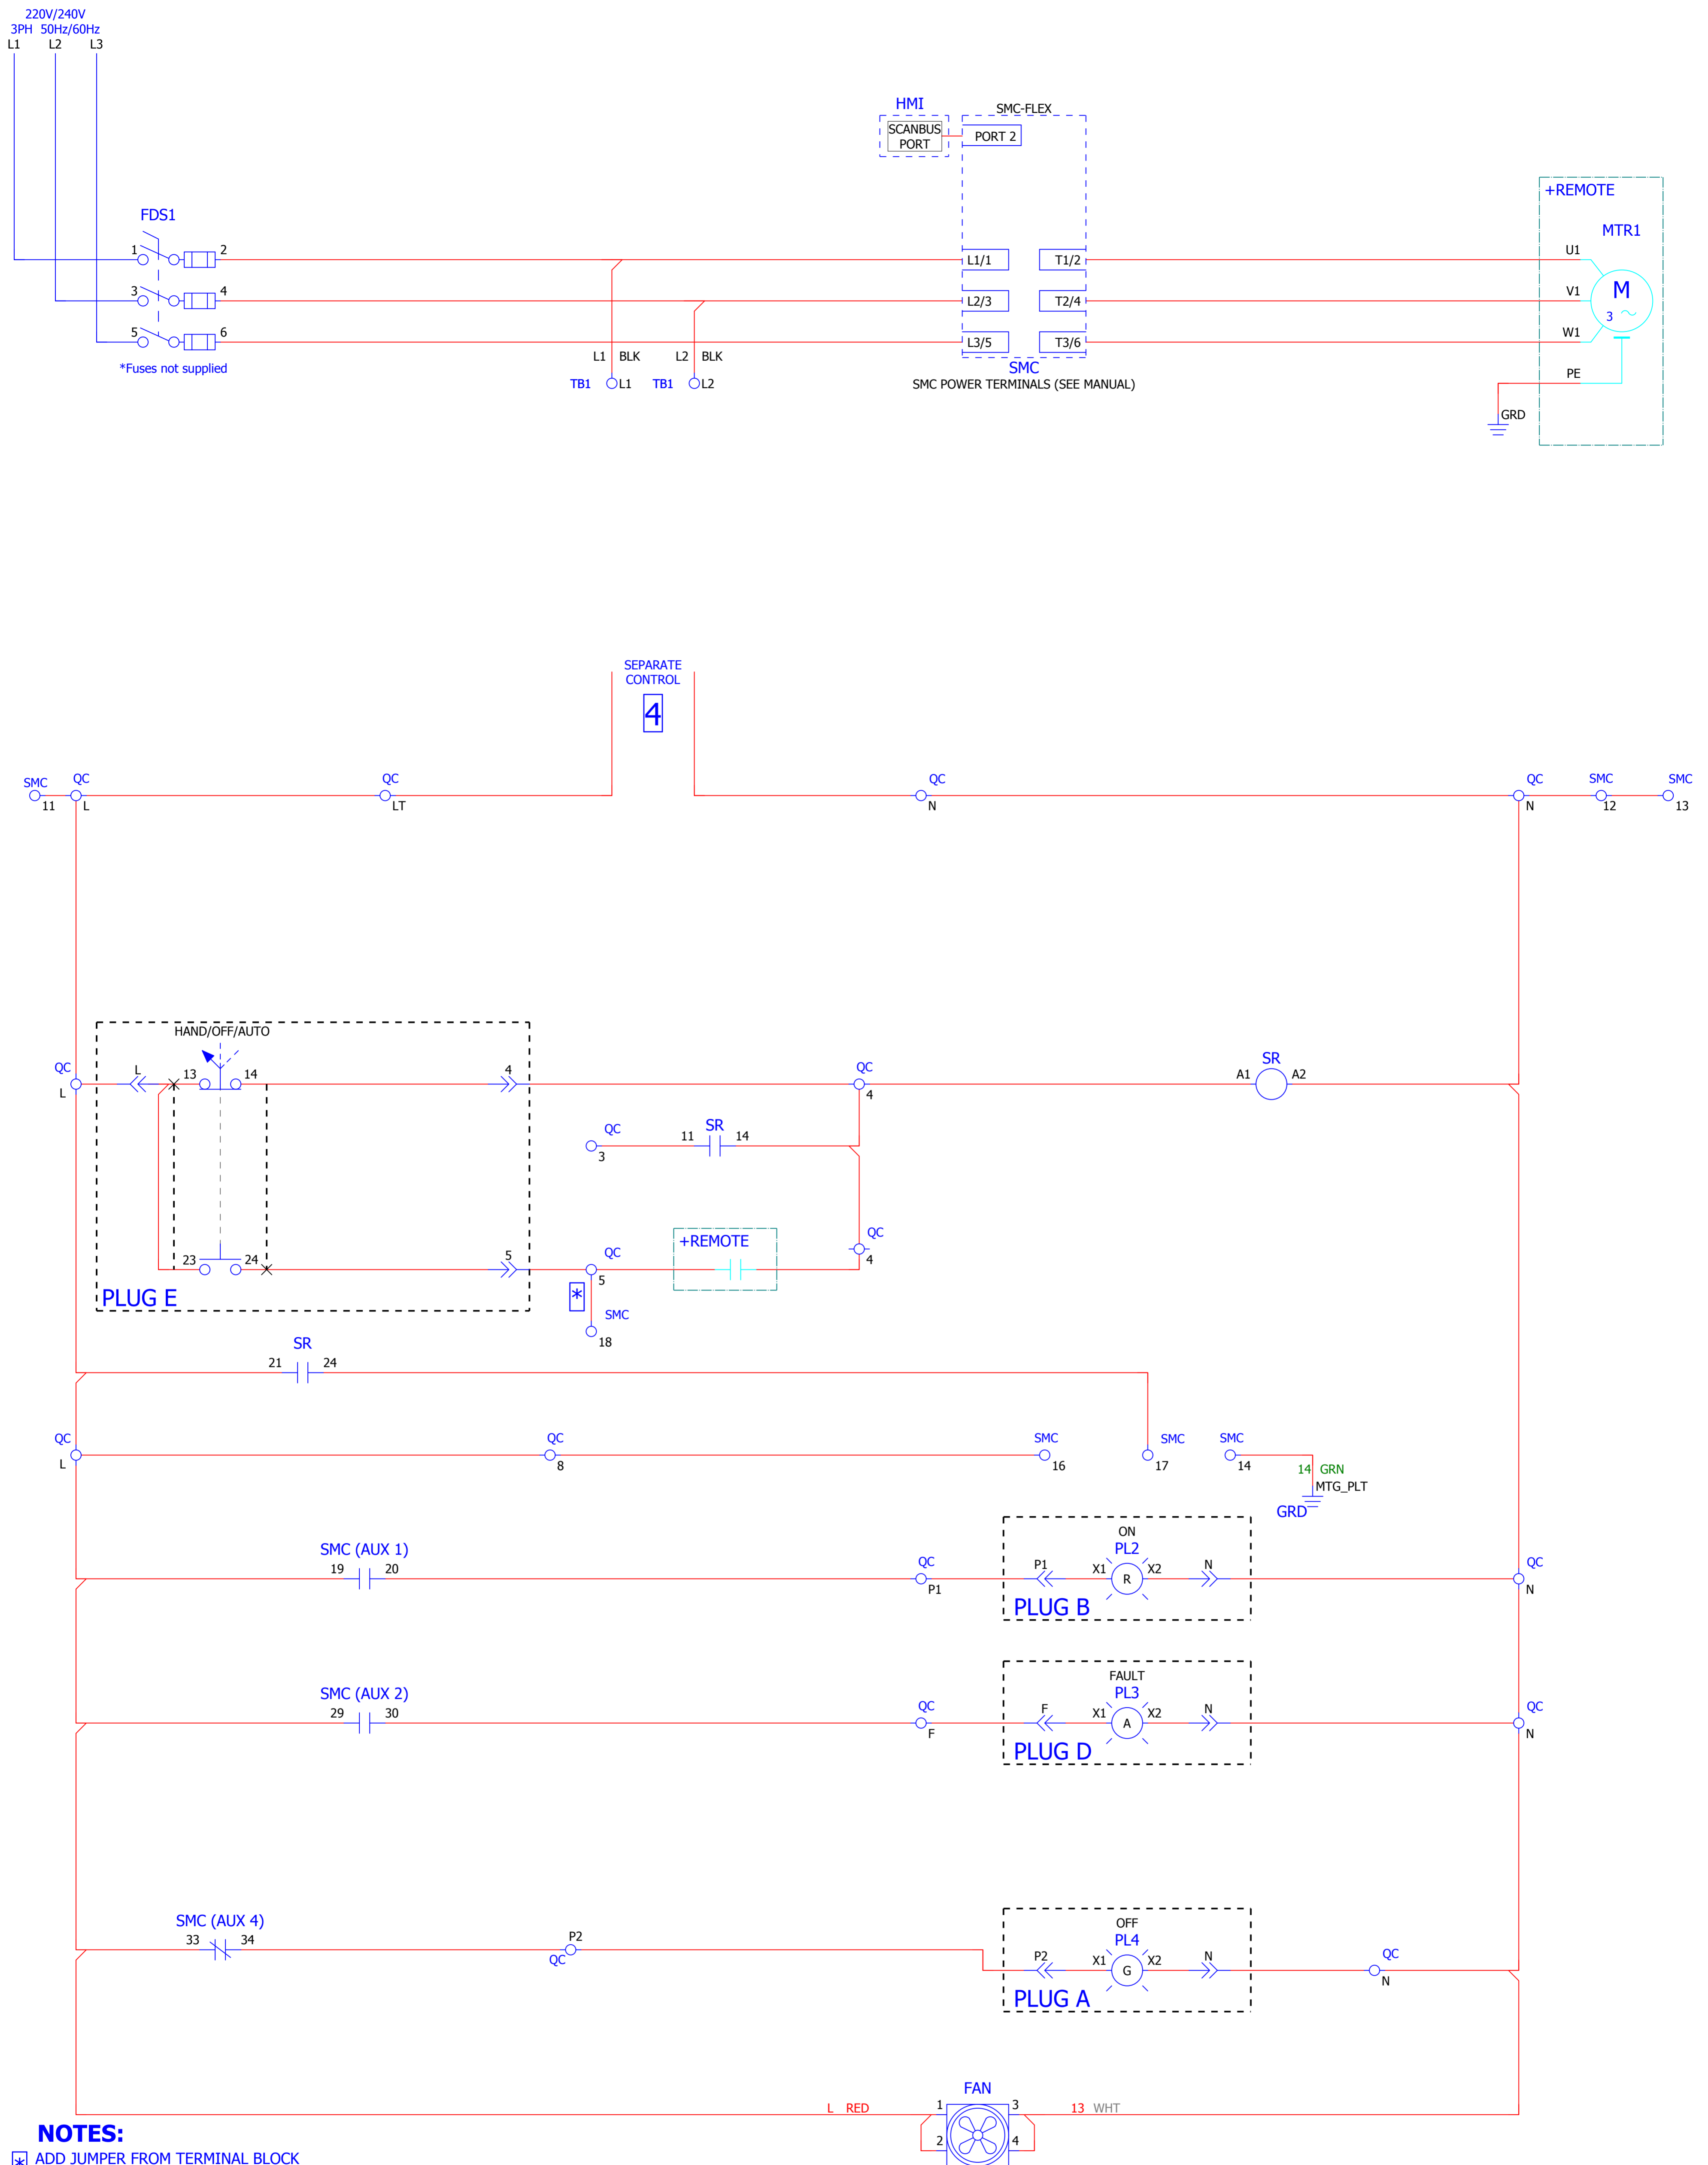 220V/240V
3PH 50Hz/60Hz
L1 L2 L3
HMI
SCANBUS
PORT
SMC-FLEX
PORT 2
+REMOTE
MTR1
FDS1
1 2
3 4
5 6
*Fuses not supplied
L1/1 T1/2
L2/3 T2/4
L3/5 T3/6
U1
V1
W1
PE
M
3
GRD
L1 BLK
L2 BLK
TB1 L1
TB1 L2
SMC
SMC POWER TERMINALS (SEE MANUAL)
SEPARATE
CONTROL
4
SMC
11
QC
L
QC
LT
QC
N
QC
N
SMC
12
SMC
13
HAND/OFF/AUTO
QC
L
L
13 14
4
QC
4
SR
A1 A2
QC
3
SR
11 14
23 24
5
QC
5
*
SMC
18
+REMOTE
QC
4
PLUG E
SR
21 24
QC
L
QC
8
SMC
16
SMC
17
SMC
14
14 GRN
MTG_PLT
GRD
SMC (AUX 1)
19 20
QC
P1
ON
PL2
P1 X1 R X2 N
PLUG B
QC
N
SMC (AUX 2)
29 30
QC
F
FAULT
PL3
F X1 A X2 N
PLUG D
QC
N
SMC (AUX 4)
33 34
P2
QC
OFF
PL4
P2 X1 G X2 N
PLUG A
QC
N
FAN
L RED
1 3
2 4
13 WHT
NOTES:
* ADD JUMPER FROM TERMINAL BLOCK